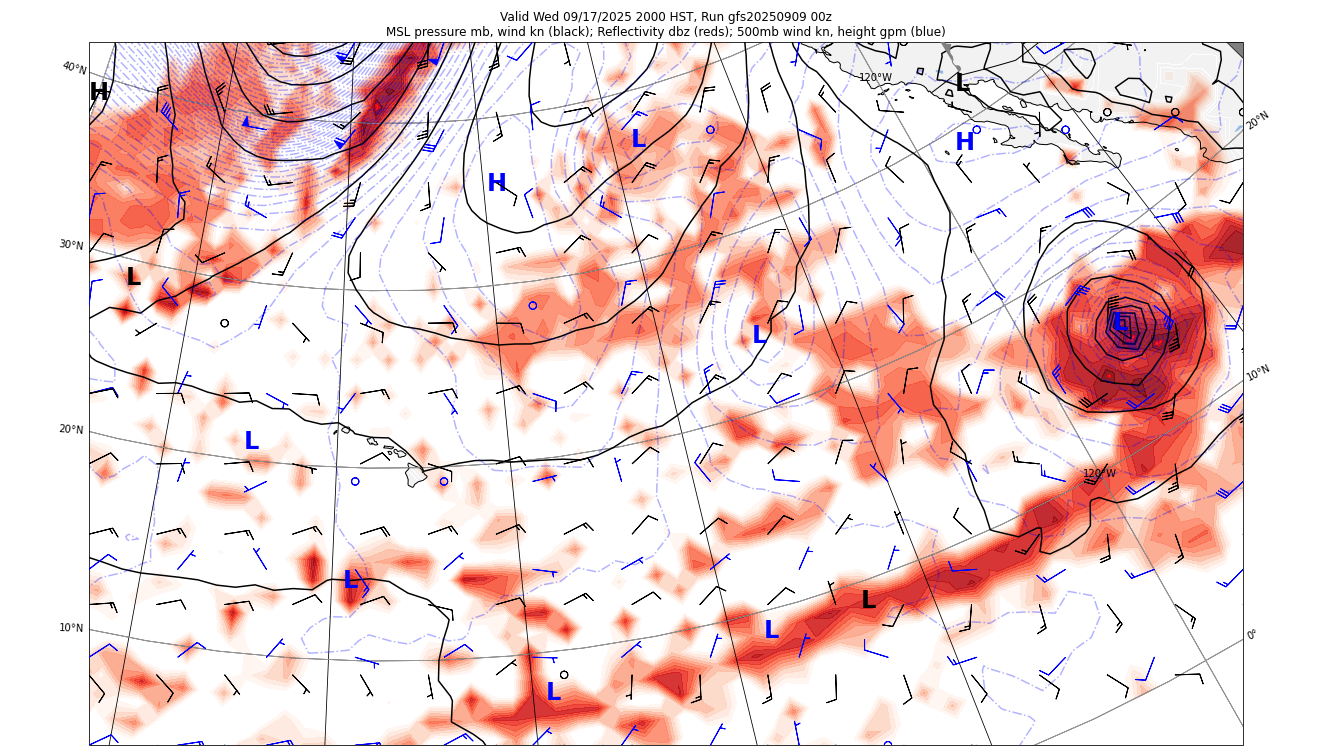 Valid Wed 09/17/2025 2000 HST, Run gfs20250909 00z
MSL pressure mb, wind kn (black); Reflectivity dbz (reds); 500mb wind kn, height gpm (blue)
40°N
120°W
H
L
20°N
L
H
H
30°N
L
L
L
10°N
20°N
L
120°W
L
L
10°N
L
0°
L